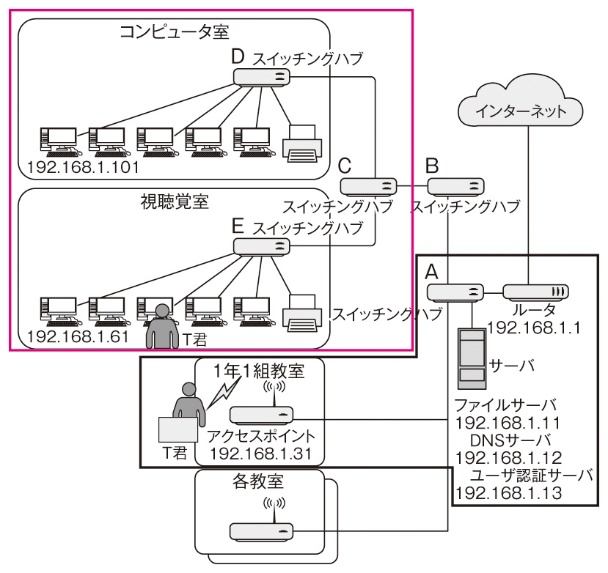 コンピュータ室
D スイッチングハブ
インターネット
192.168.1.101
C
B
スイッチングハブ
スイッチングハブ
視聴覚室
E スイッチングハブ
A
スイッチングハブ
ルータ
192.168.1.1
192.168.1.61
T君
サーバ
1年1組教室
アクセスポイント
192.168.1.31
T君
ファイルサーバ
192.168.1.11
DNSサーバ
192.168.1.12
ユーザ認証サーバ
192.168.1.13
各教室